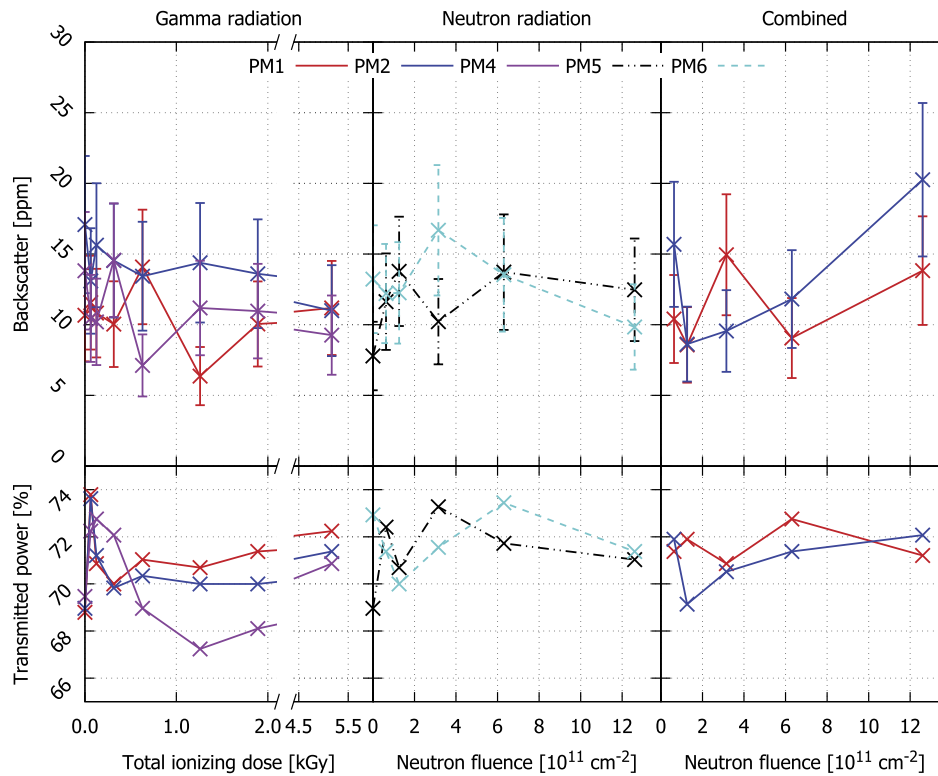 Gamma radiation Neutron radiation Combined
PM1 PM2 PM4 PM5 PM6
Backscatter [ppm]
30
25
20
15
10
5
0
Transmitted power [%]
74
72
70
68
66
0.0 1.0 2.0 4.5 5.5 0 2 4 6 8 10 12 0 2 4 6 8 10 12
Total ionizing dose [kGy] Neutron fluence [10¹¹ cm⁻²] Neutron fluence [10¹¹ cm⁻²]